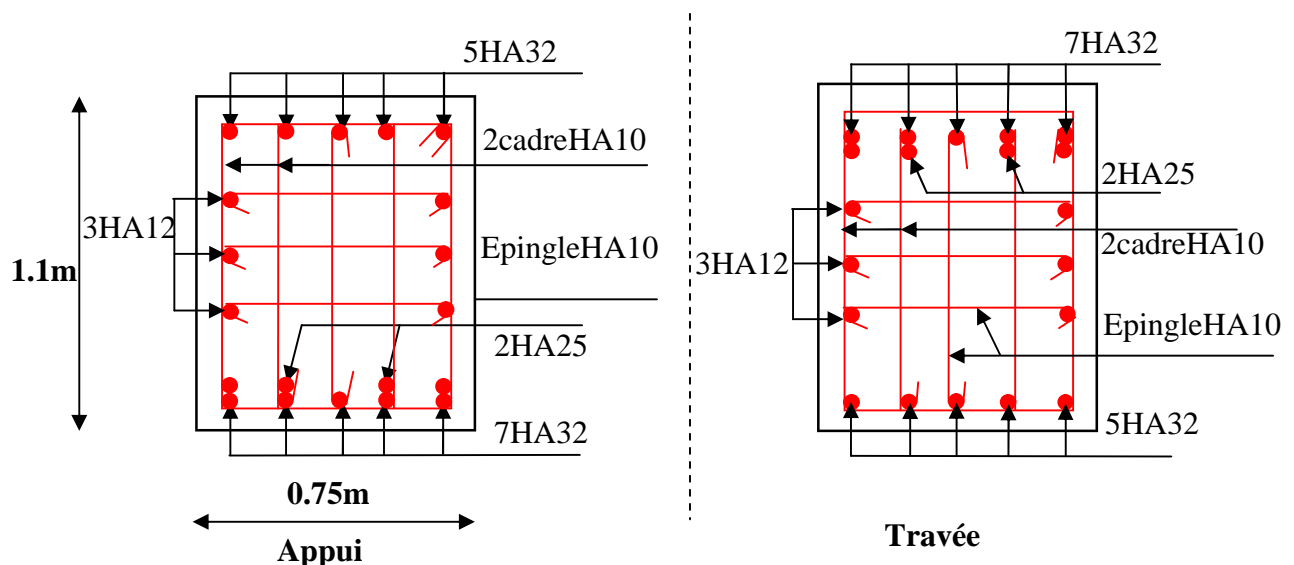 5HA32
2cadreHA10
3HA12
1.1m
EpingleHA10
2HA25
7HA32
0.75m
Appui
7HA32
2HA25
3HA12
2cadreHA10
EpingleHA10
5HA32
Travée